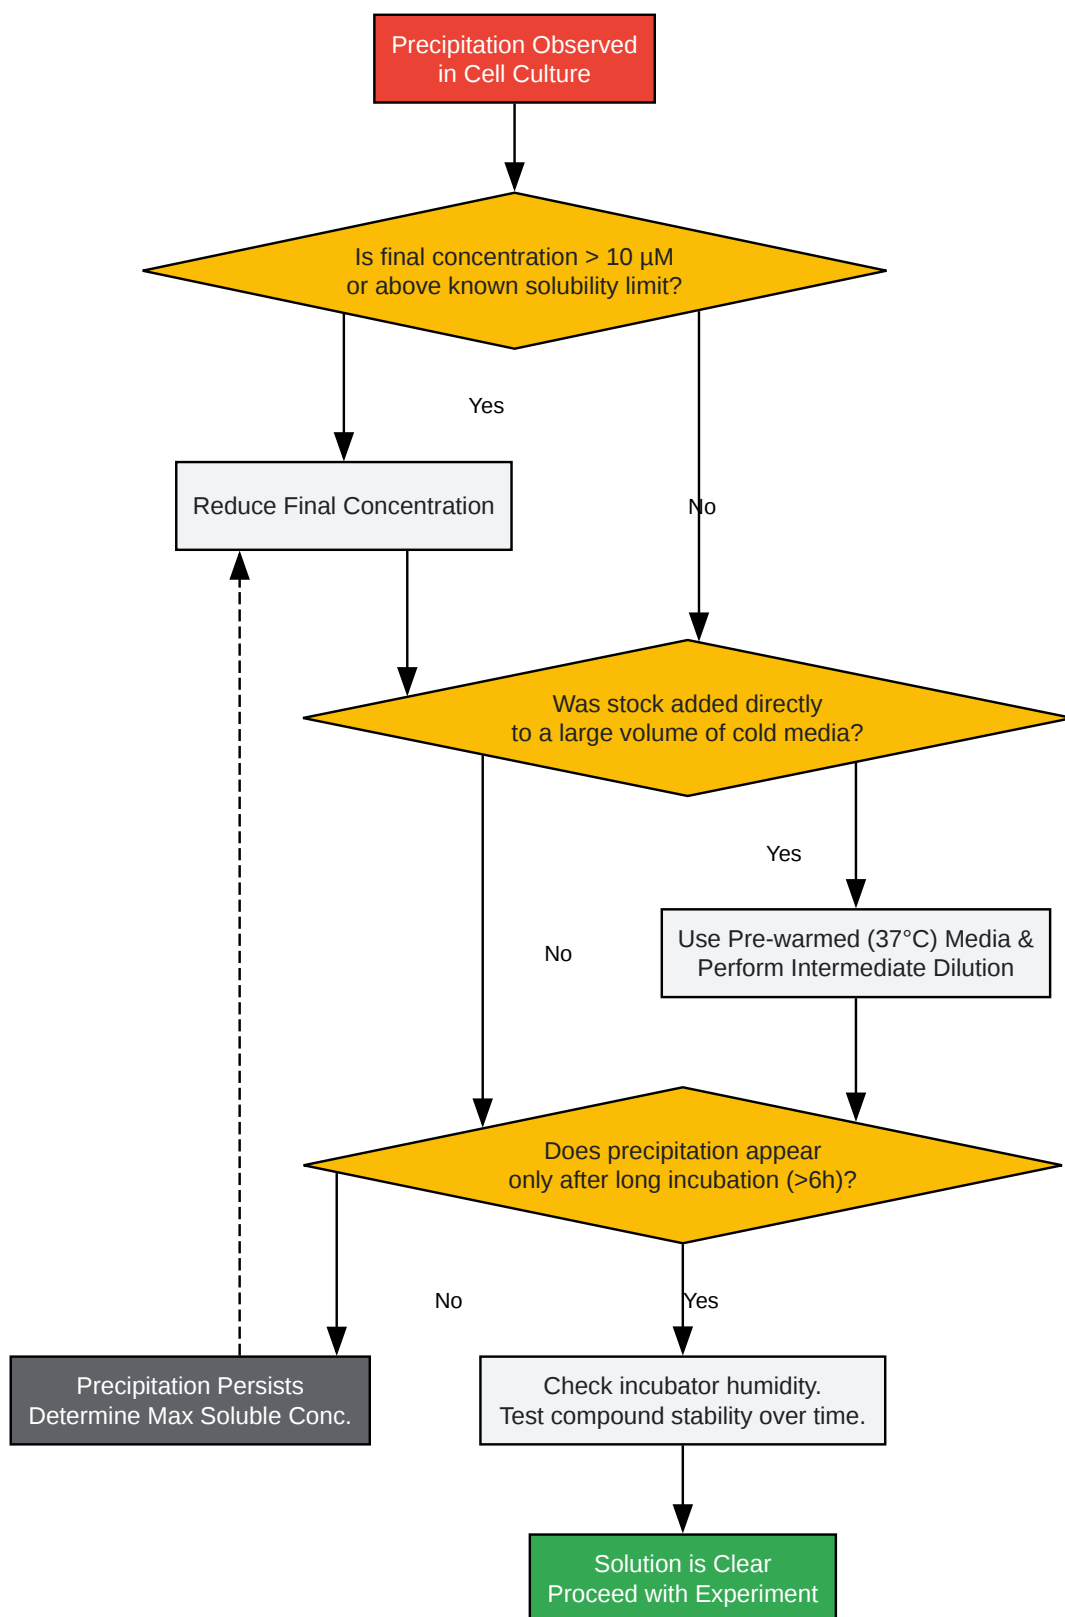 Precipitation Observed
in Cell Culture
Is final concentration > 10 µM
or above known solubility limit?
Yes
Reduce Final Concentration
No
Was stock added directly
to a large volume of cold media?
Yes
Use Pre-warmed (37°C) Media &
Perform Intermediate Dilution
No
Does precipitation appear
only after long incubation (>6h)?
No
Yes
Precipitation Persists
Determine Max Soluble Conc.
Check incubator humidity.
Test compound stability over time.
Solution is Clear
Proceed with Experiment